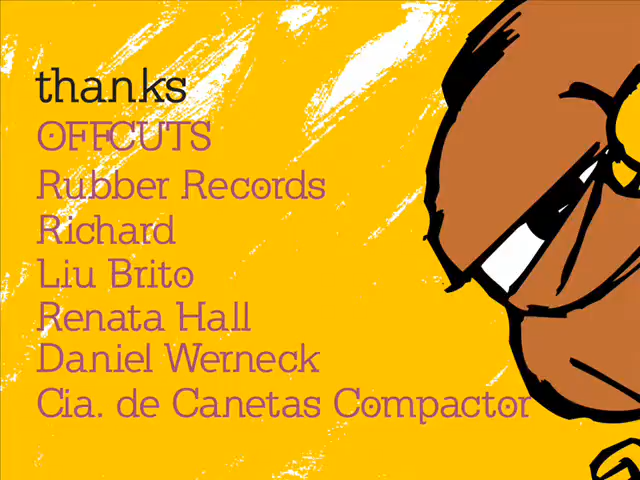 thanks
OFFCUTS
Rubber Records
Richard
Liu Brito
Renata Hall
Daniel Werneck
Cia. de Canetas Compactor